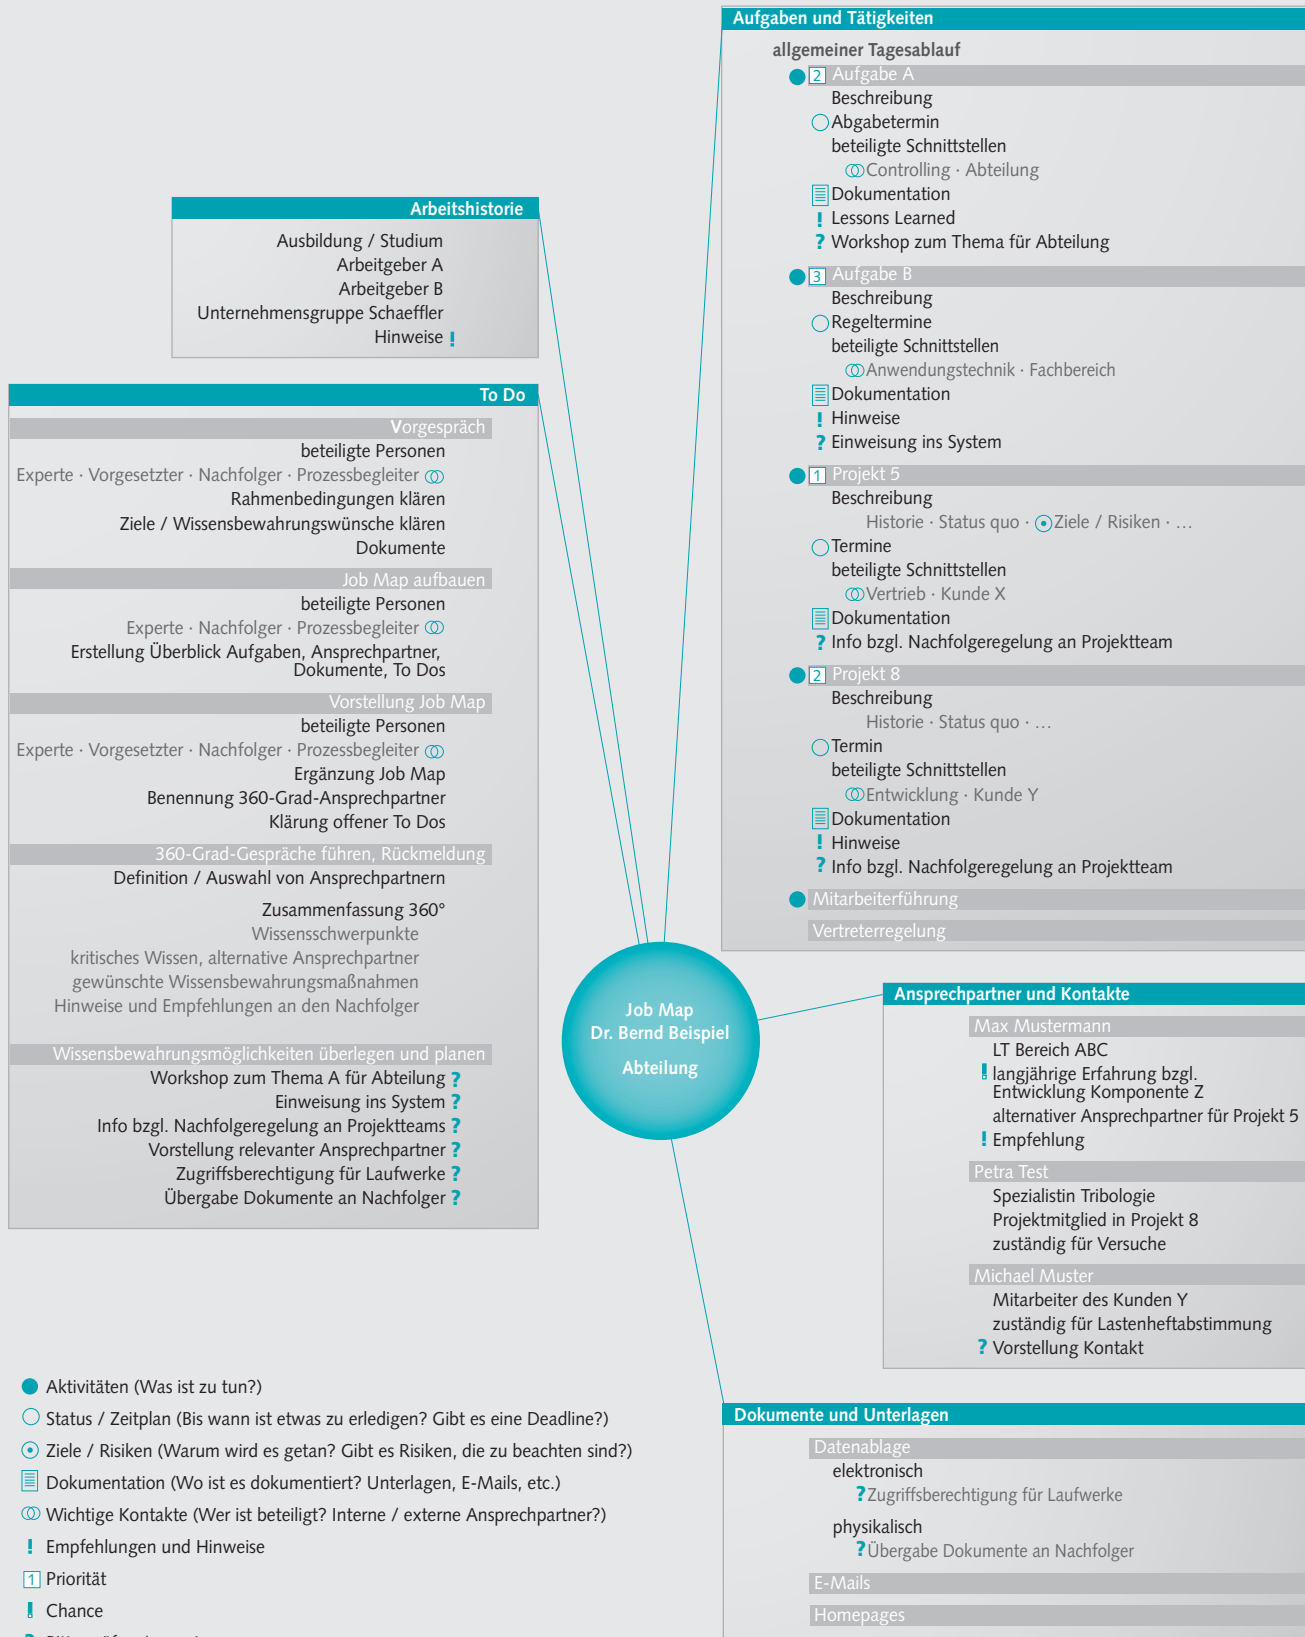 Aufgaben und Tätigkeiten
allgemeiner Tagesablauf
2 Aufgabe A
Beschreibung
Abgabetermin
beteiligte Schnittstellen
Controlling · Abteilung
Dokumentation
! Lessons Learned
? Workshop zum Thema für Abteilung
3 Aufgabe B
Beschreibung
Regeltermine
beteiligte Schnittstellen
Anwendungstechnik · Fachbereich
Dokumentation
! Hinweise
? Einweisung ins System
1 Projekt 5
Beschreibung
Historie · Status quo · Ziele / Risiken · …
Termine
beteiligte Schnittstellen
Vertrieb · Kunde X
Dokumentation
? Info bzgl. Nachfolgeregelung an Projektteam
2 Projekt 8
Beschreibung
Historie · Status quo · …
Termin
beteiligte Schnittstellen
Entwicklung · Kunde Y
Dokumentation
! Hinweise
? Info bzgl. Nachfolgeregelung an Projektteam
Mitarbeiterführung
Vertreterregelung
Arbeitshistorie
Ausbildung / Studium
Arbeitgeber A
Arbeitgeber B
Unternehmensgruppe Schaeffler
Hinweise !
To Do
Vorgespräch
beteiligte Personen
Experte · Vorgesetzter · Nachfolger · Prozessbegleiter
Rahmenbedingungen klären
Ziele / Wissensbewahrungswünsche klären
Dokumente
Job Map aufbauen
beteiligte Personen
Experte · Nachfolger · Prozessbegleiter
Erstellung Überblick Aufgaben, Ansprechpartner,
Dokumente, To Dos
Vorstellung Job Map
beteiligte Personen
Experte · Vorgesetzter · Nachfolger · Prozessbegleiter
Ergänzung Job Map
Benennung 360-Grad-Ansprechpartner
Klärung offener To Dos
360-Grad-Gespräche führen, Rückmeldung
Definition / Auswahl von Ansprechpartnern
Zusammenfassung 360°
Wissensschwerpunkte
kritisches Wissen, alternative Ansprechpartner
gewünschte Wissensbewahrungsmaßnahmen
Hinweise und Empfehlungen an den Nachfolger
Wissensbewahrungsmöglichkeiten überlegen und planen
Workshop zum Thema A für Abteilung ?
Einweisung ins System ?
Info bzgl. Nachfolgeregelung an Projektteams ?
Vorstellung relevanter Ansprechpartner ?
Zugriffsberechtigung für Laufwerke ?
Übergabe Dokumente an Nachfolger ?
Job Map
Dr. Bernd Beispiel
Abteilung
Ansprechpartner und Kontakte
Max Mustermann
LT Bereich ABC
langjährige Erfahrung bzgl.
Entwicklung Komponente Z
alternativer Ansprechpartner für Projekt 5
! Empfehlung
Petra Test
Spezialistin Tribologie
Projektmitglied in Projekt 8
zuständig für Versuche
Michael Muster
Mitarbeiter des Kunden Y
zuständig für Lastenheftabstimmung
? Vorstellung Kontakt
Dokumente und Unterlagen
Datenablage
elektronisch
? Zugriffsberechtigung für Laufwerke
physikalisch
? Übergabe Dokumente an Nachfolger
E-Mails
Homepages
Aktivitäten (Was ist zu tun?)
Status / Zeitplan (Bis wann ist etwas zu erledigen? Gibt es eine Deadline?)
Ziele / Risiken (Warum wird es getan? Gibt es Risiken, die zu beachten sind?)
Dokumentation (Wo ist es dokumentiert? Unterlagen, E-Mails, etc.)
Wichtige Kontakte (Wer ist beteiligt? Interne / externe Ansprechpartner?)
! Empfehlungen und Hinweise
1 Priorität
Chance